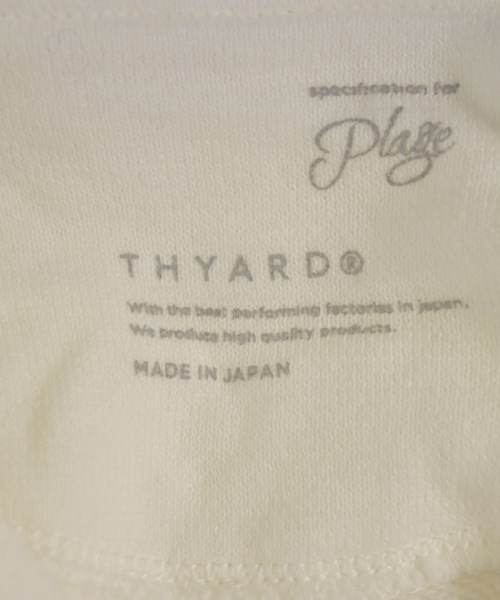 specification for
Plage
THYARD®
With the best performing factories in japan.
We produce high quality products.
MADE IN JAPAN